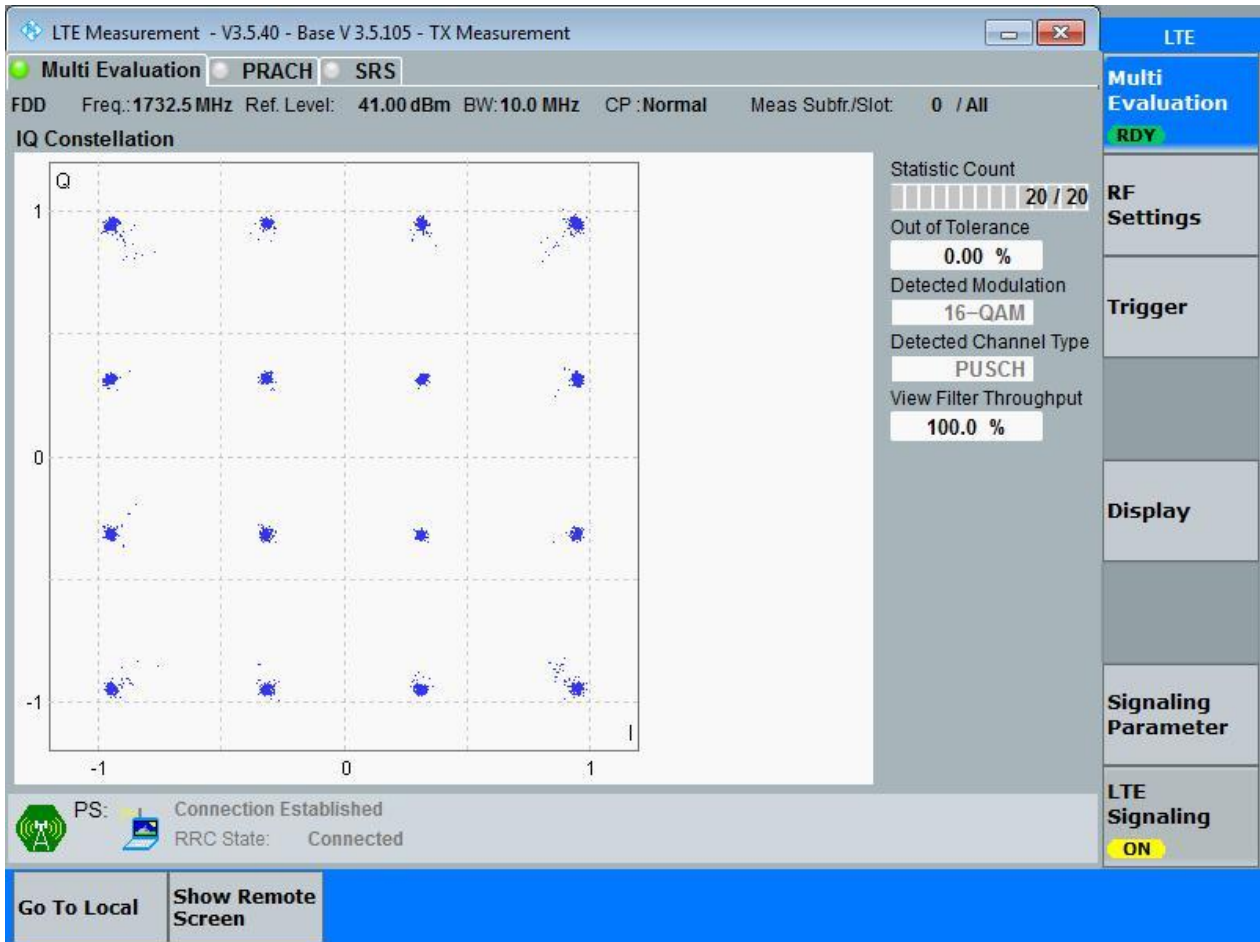 LTE Measurement - V3.5.40 - Base V 3.5.105 - TX Measurement
LTE
Multi Evaluation PRACH SRS
FDD Freq.: 1732.5 MHz Ref. Level: 41.00 dBm BW: 10.0 MHz CP : Normal Meas Subfr./Slot: 0 / All
IQ Constellation
Q
1
0
-1
I
-1 0 1
Statistic Count
20 / 20
Out of Tolerance
0.00 %
Detected Modulation
16-QAM
Detected Channel Type
PUSCH
View Filter Throughput
100.0 %
Multi
Evaluation
RDY
RF
Settings
Trigger
Display
Signaling
Parameter
LTE
Signaling
ON
PS: Connection Established
RRC State: Connected
Go To Local
Show Remote
Screen